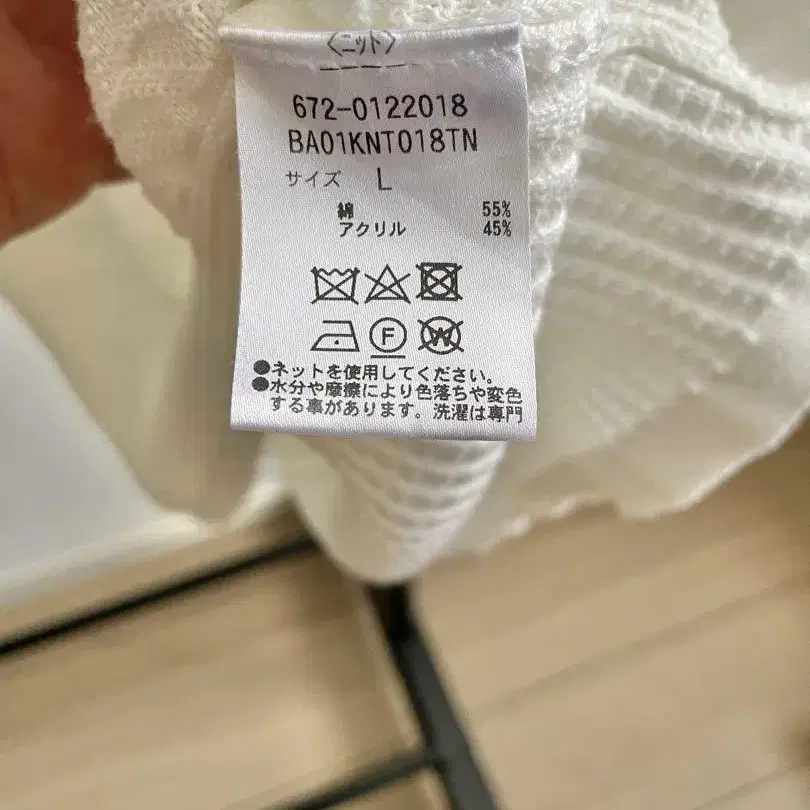 〈ニット〉
672-0122018
BA01KNT018TN
サイズ L
綿 55%
アクリル 45%
F W
●ネットを使用してください。
●水分や摩擦により色落ちや変色
する事があります。洗濯は専門